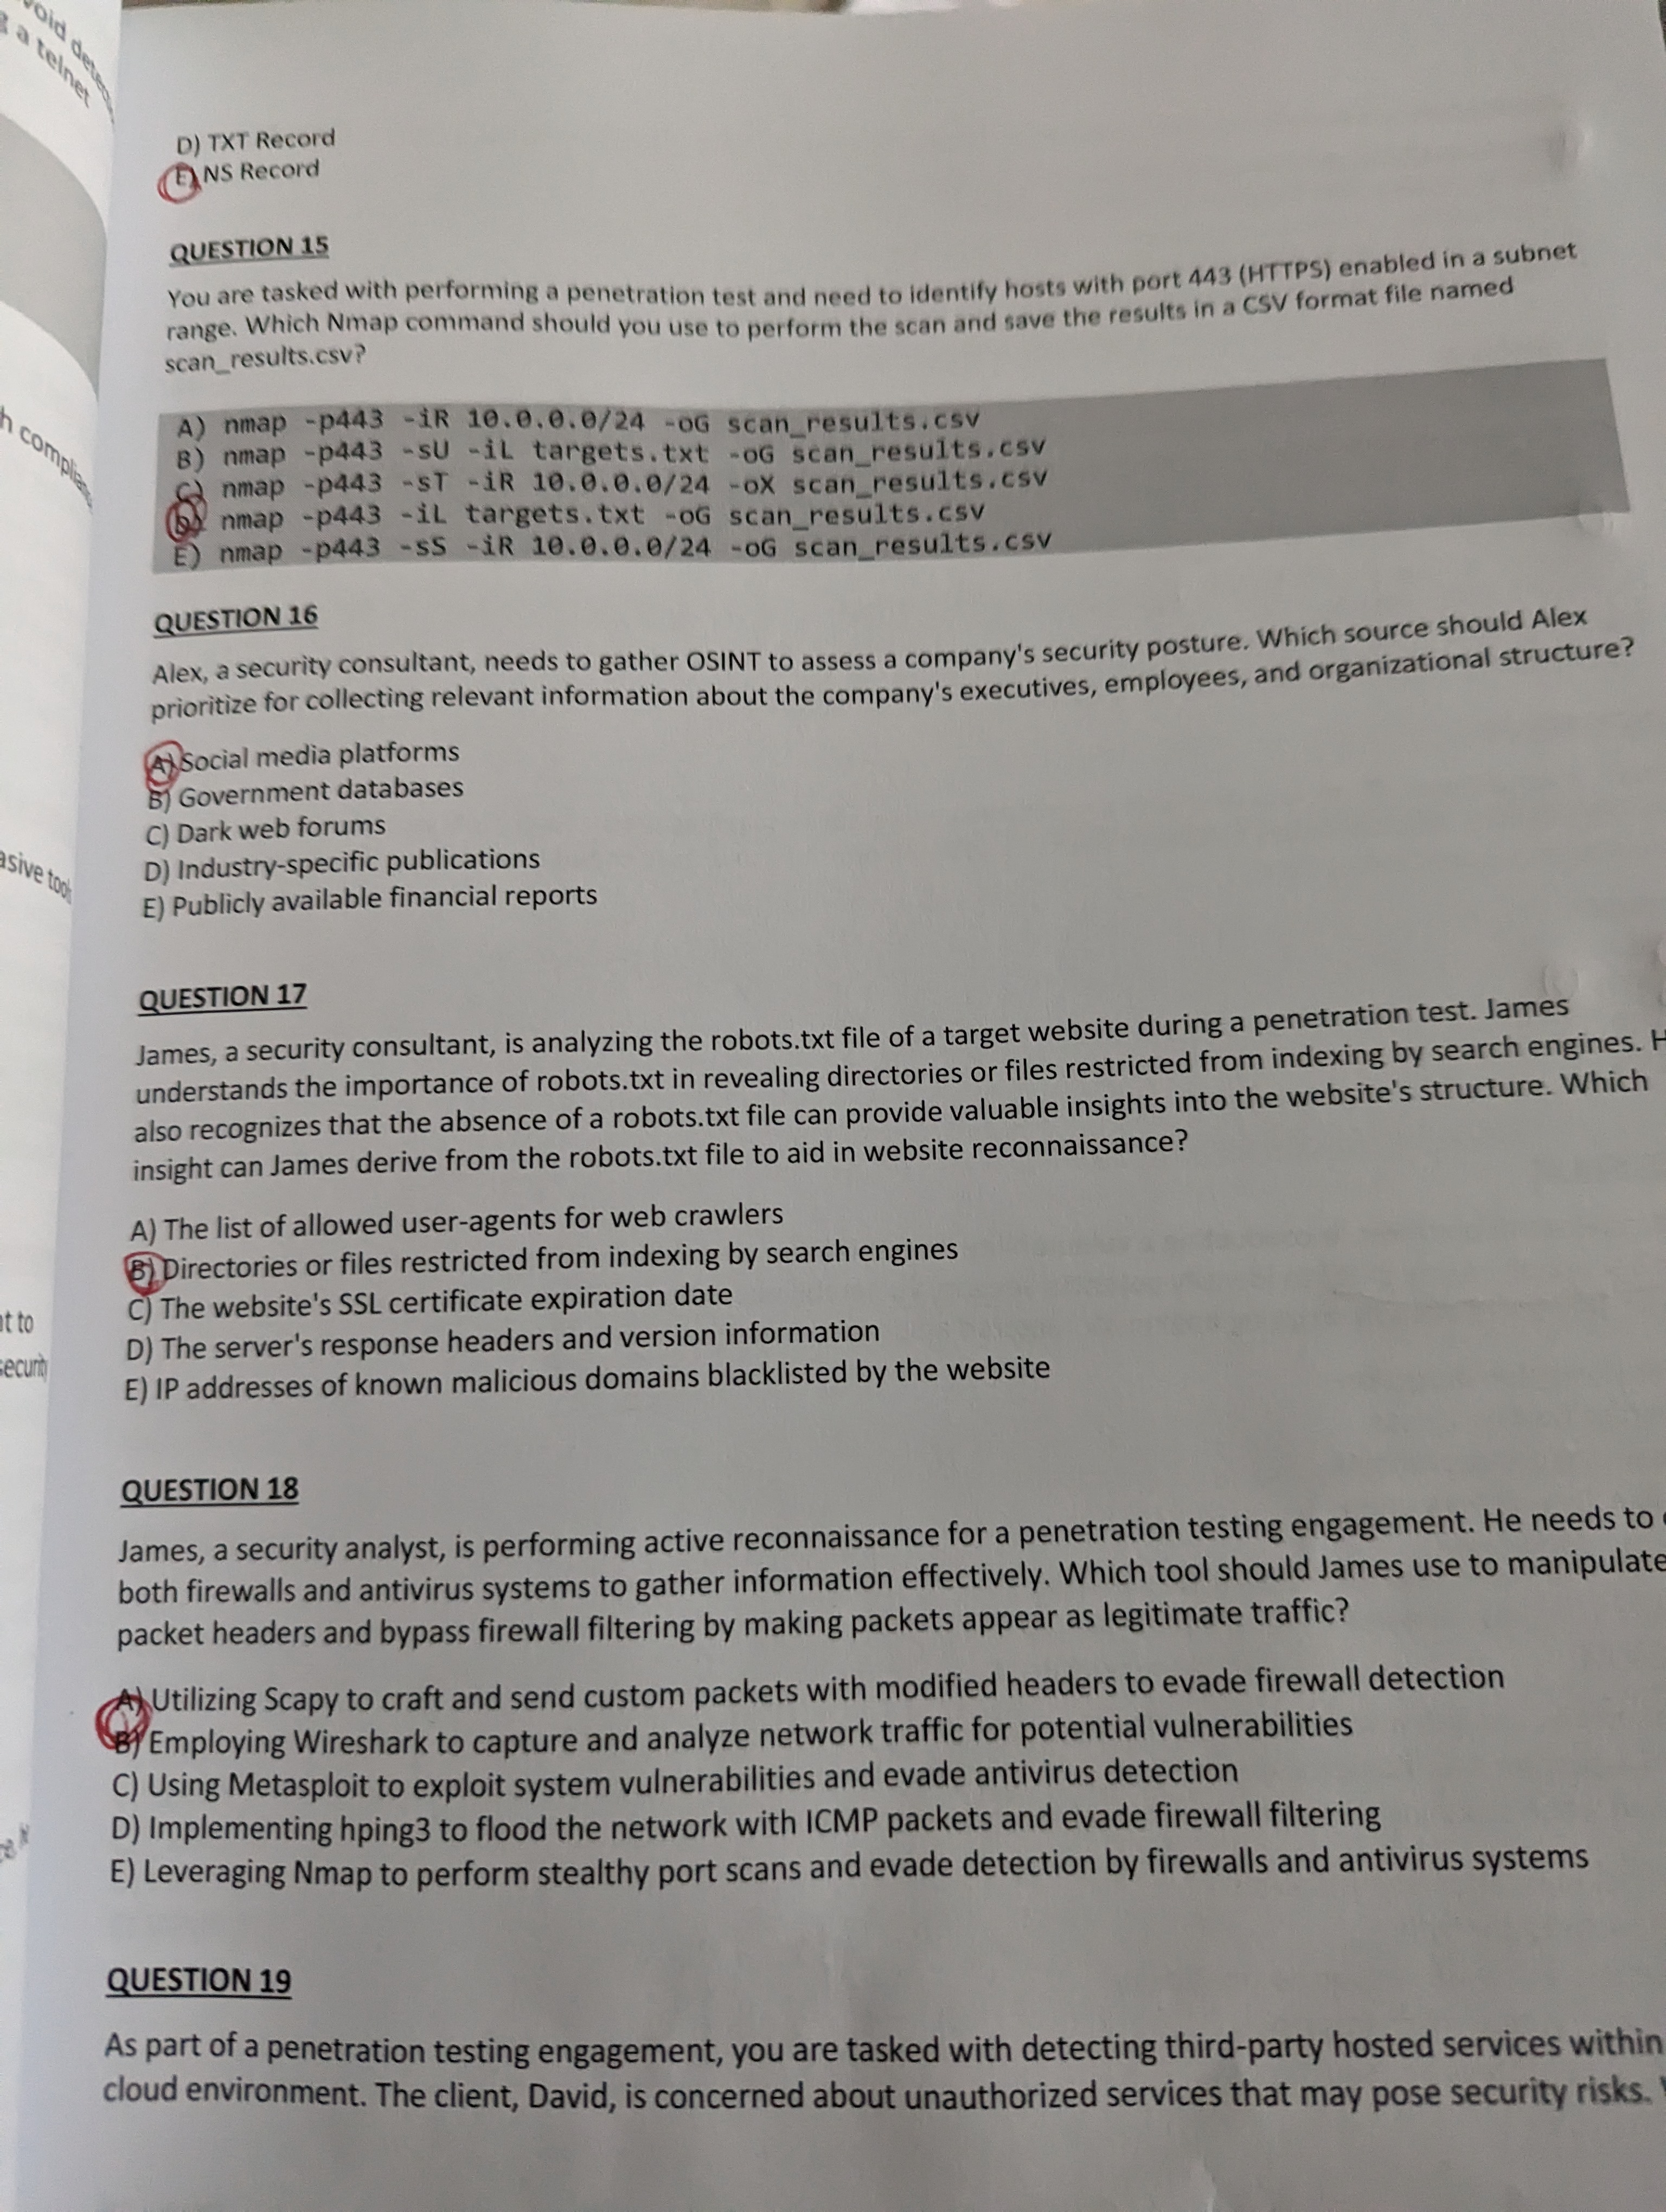 void
g a telnet
h
asive
nt to
D) TXT Record
E) NS Record
QUESTION 15
You are tasked with performing a penetration test and need to identify hosts with port 443 (HTTPS) enabled in a subnet
range. Which Nmap command should you use to perform the scan and save the results in a CSV format file named
scan_results.csv?
A) nmap -p443 -iR 10.0.0.0/24 -oG scan_results.csv
B) nmap -p443 -sU -iL targets.txt -oG scan_results.csv
C) nmap -p443 -sT -iR 10.0.0.0/24 -oX scan_results.csv
D) nmap -p443 -iL targets.txt -oG scan_results.csv
E) nmap -p443 -sS -iR 10.0.0.0/24 -oG scan_results.csv
QUESTION 16
Alex, a security consultant, needs to gather OSINT to assess a company's security posture. Which source should Alex
prioritize for collecting relevant information about the company's executives, employees, and organizational structure?
A) Social media platforms
B) Government databases
C) Dark web forums
D) Industry-specific publications
E) Publicly available financial reports
QUESTION 17
James, a security consultant, is analyzing the robots.txt file of a target website during a penetration test. James
understands the importance of robots.txt in revealing directories or files restricted from indexing by search engines. H
also recognizes that the absence of a robots.txt file can provide valuable insights into the website's structure. Which
insight can James derive from the robots.txt file to aid in website reconnaissance?
A) The list of allowed user-agents for web crawlers
B) Directories or files restricted from indexing by search engines
C) The website's SSL certificate expiration date
D) The server's response headers and version information
E) IP addresses of known malicious domains blacklisted by the website
QUESTION 18
James, a security analyst, is performing active reconnaissance for a penetration testing engagement. He needs to
both firewalls and antivirus systems to gather information effectively. Which tool should James use to manipulate
packet headers and bypass firewall filtering by making packets appear as legitimate traffic?
A) Utilizing Scapy to craft and send custom packets with modified headers to evade firewall detection
B) Employing Wireshark to capture and analyze network traffic for potential vulnerabilities
C) Using Metasploit to exploit system vulnerabilities and evade antivirus detection
D) Implementing hping3 to flood the network with ICMP packets and evade firewall filtering
E) Leveraging Nmap to perform stealthy port scans and evade detection by firewalls and antivirus systems
QUESTION 19
As part of a penetration testing engagement, you are tasked with detecting third-party hosted services within
cloud environment. The client, David, is concerned about unauthorized services that may pose security risks.